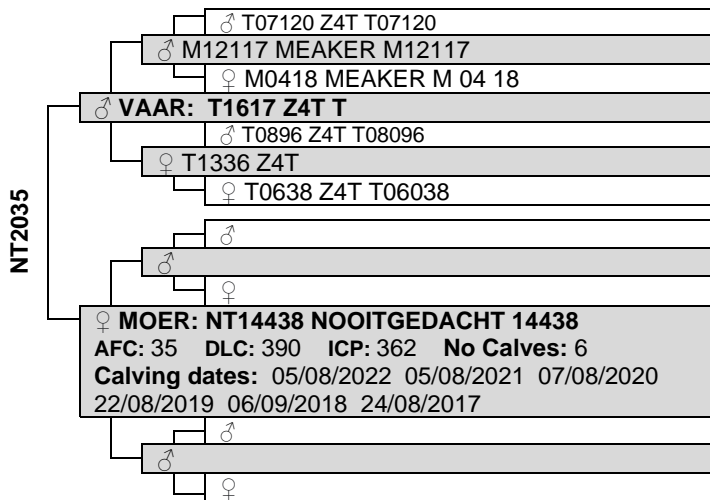 ♂ T07120 Z4T T07120
♂ M12117 MEAKER M12117
♀ M0418 MEAKER M 04 18
♂ VAAR: T1617 Z4T T
♂ T0896 Z4T T08096
♀ T1336 Z4T
♀ T0638 Z4T T06038
NT2035
♂
♂
♀
♀ MOER: NT14438 NOOITGEDACHT 14438
AFC: 35 DLC: 390 ICP: 362 No Calves: 6
Calving dates: 05/08/2022 05/08/2021 07/08/2020
22/08/2019 06/09/2018 24/08/2017
♂
♂
♀